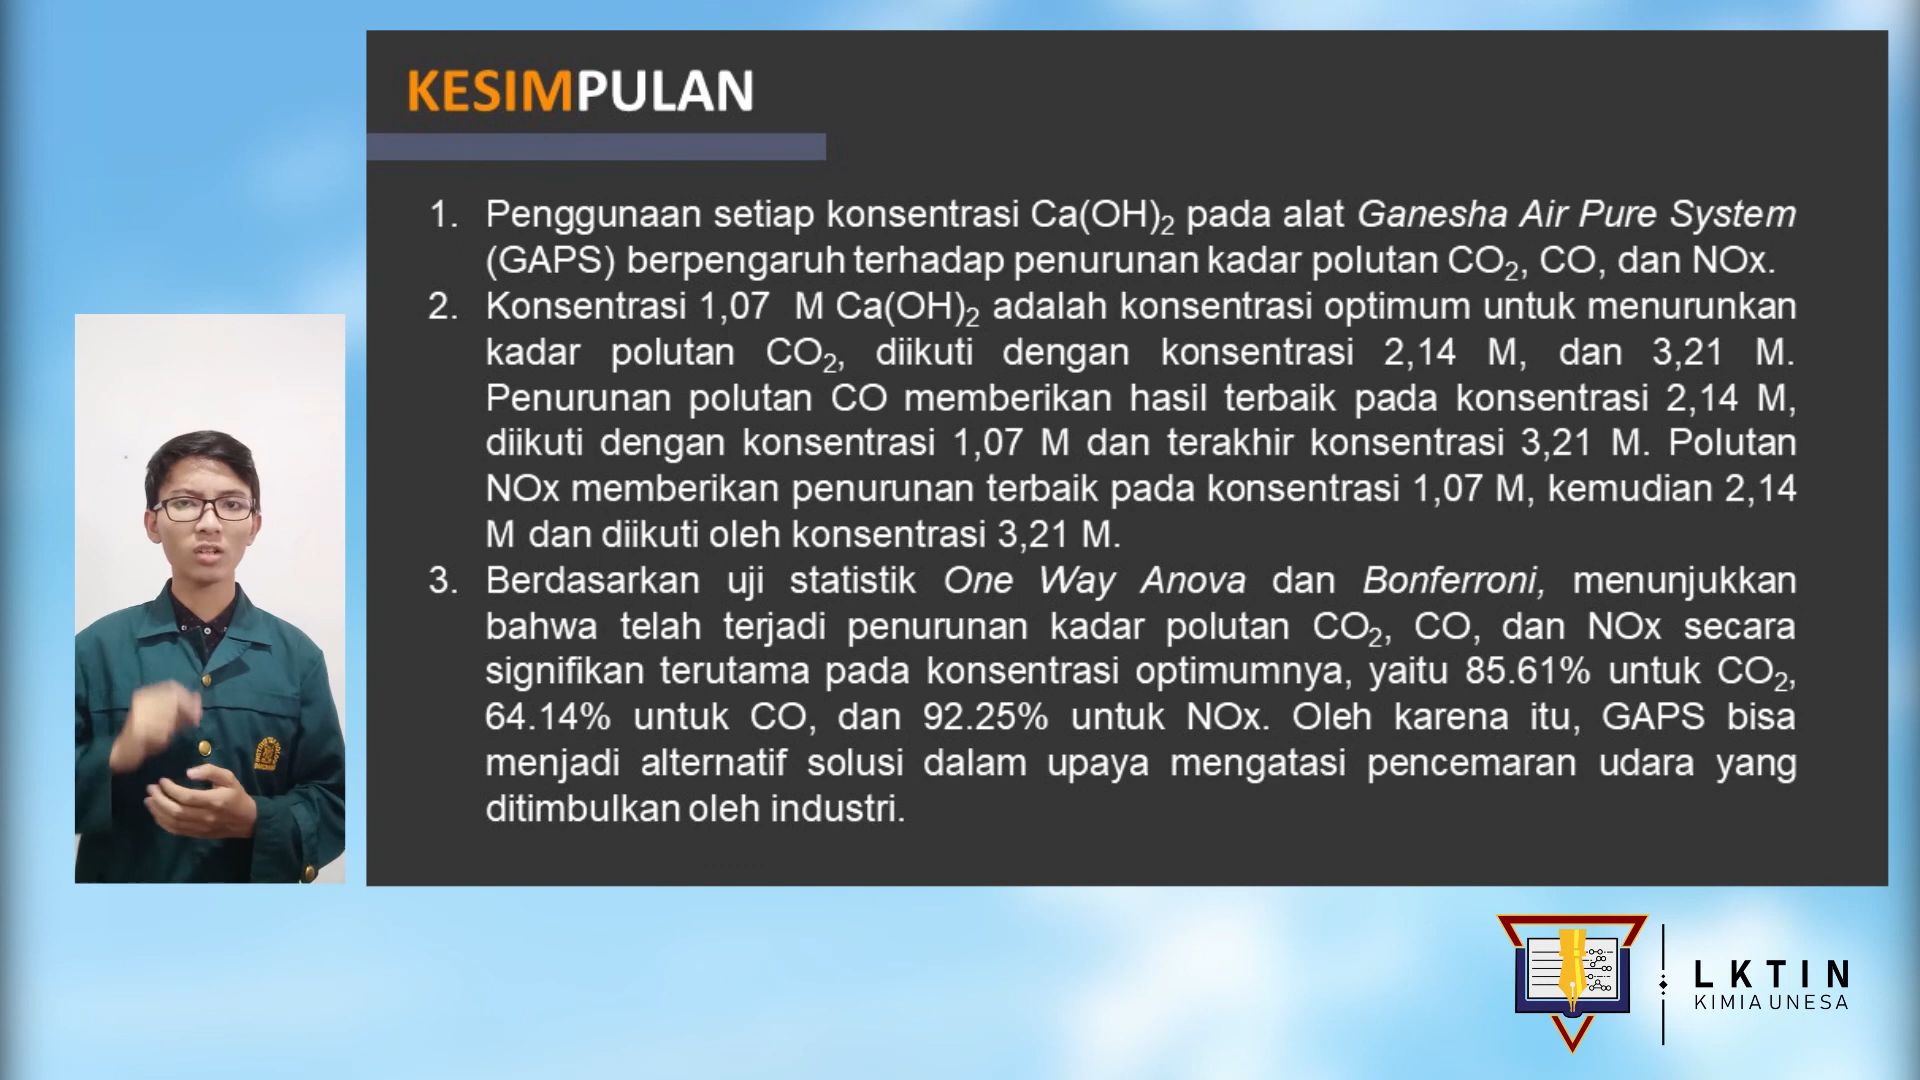 KESIMPULAN
1. Penggunaan setiap konsentrasi Ca(OH)₂ pada alat Ganesha Air Pure System
(GAPS) berpengaruh terhadap penurunan kadar polutan CO₂, CO, dan NOx.
2. Konsentrasi 1,07 M Ca(OH)₂ adalah konsentrasi optimum untuk menurunkan
kadar polutan CO₂, diikuti dengan konsentrasi 2,14 M, dan 3,21 M.
Penurunan polutan CO memberikan hasil terbaik pada konsentrasi 2,14 M,
diikuti dengan konsentrasi 1,07 M dan terakhir konsentrasi 3,21 M. Polutan
NOx memberikan penurunan terbaik pada konsentrasi 1,07 M, kemudian 2,14
M dan diikuti oleh konsentrasi 3,21 M.
3. Berdasarkan uji statistik One Way Anova dan Bonferroni, menunjukkan
bahwa telah terjadi penurunan kadar polutan CO₂, CO, dan NOx secara
signifikan terutama pada konsentrasi optimumnya, yaitu 85.61% untuk CO₂,
64.14% untuk CO, dan 92.25% untuk NOx. Oleh karena itu, GAPS bisa
menjadi alternatif solusi dalam upaya mengatasi pencemaran udara yang
ditimbulkan oleh industri.
LKTIN
KIMIA UNESA